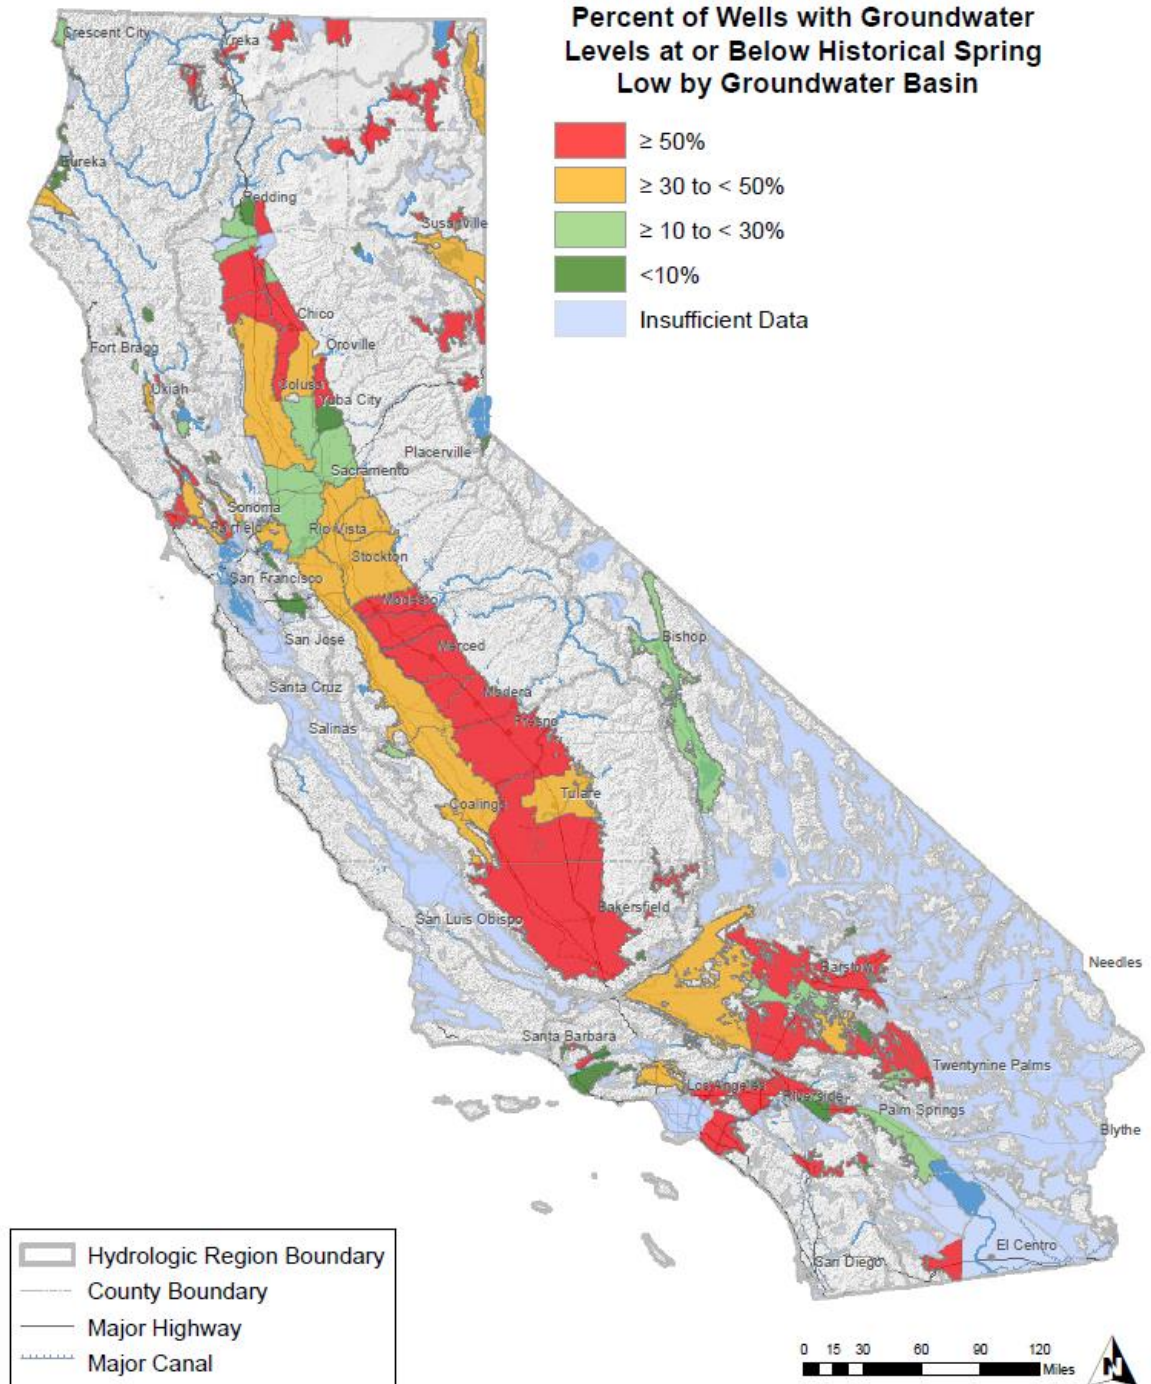 Percent of Wells with Groundwater
Levels at or Below Historical Spring
Low by Groundwater Basin
≥ 50%
≥ 30 to < 50%
≥ 10 to < 30%
<10%
Insufficient Data
Crescent City
Yreka
Eureka
Redding
Susanville
Chico
Fort Bragg
Oroville
Ukiah
Colusa
Yuba City
Placerville
Sacramento
Sonoma
Fairfield
Rio Vista
Stockton
San Francisco
Modesto
San Jose
Merced
Bishop
Santa Cruz
Madera
Salinas
Fresno
Tulare
Coalinga
Bakersfield
San Luis Obispo
Needles
Barstow
Santa Barbara
Twentynine Palms
Los Angeles
Riverside
Palm Springs
Blythe
El Centro
San Diego
Hydrologic Region Boundary
County Boundary
Major Highway
Major Canal
0 15 30 60 90 120
Miles
N